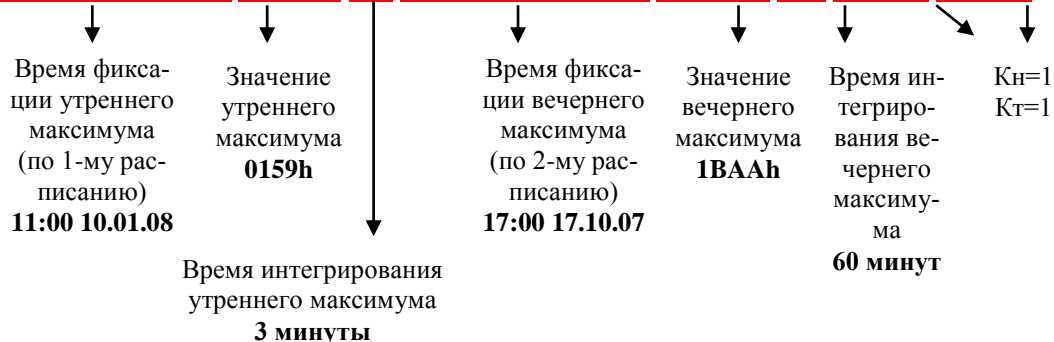 Время фикса-
ции утреннего
максимума
(по 1-му рас-
писанию)
11:00 10.01.08
Значение
утреннего
максимума
0159h
Время интегрирования
утреннего максимума
3 минуты
Время фикса-
ции вечернего
максимума
(по 2-му рас-
писанию)
17:00 17.10.07
Значение
вечернего
максимума
1BAAh
Время ин-
тегриро-
вания ве-
чернего
максиму-
ма
60 минут
Кн=1
Кт=1